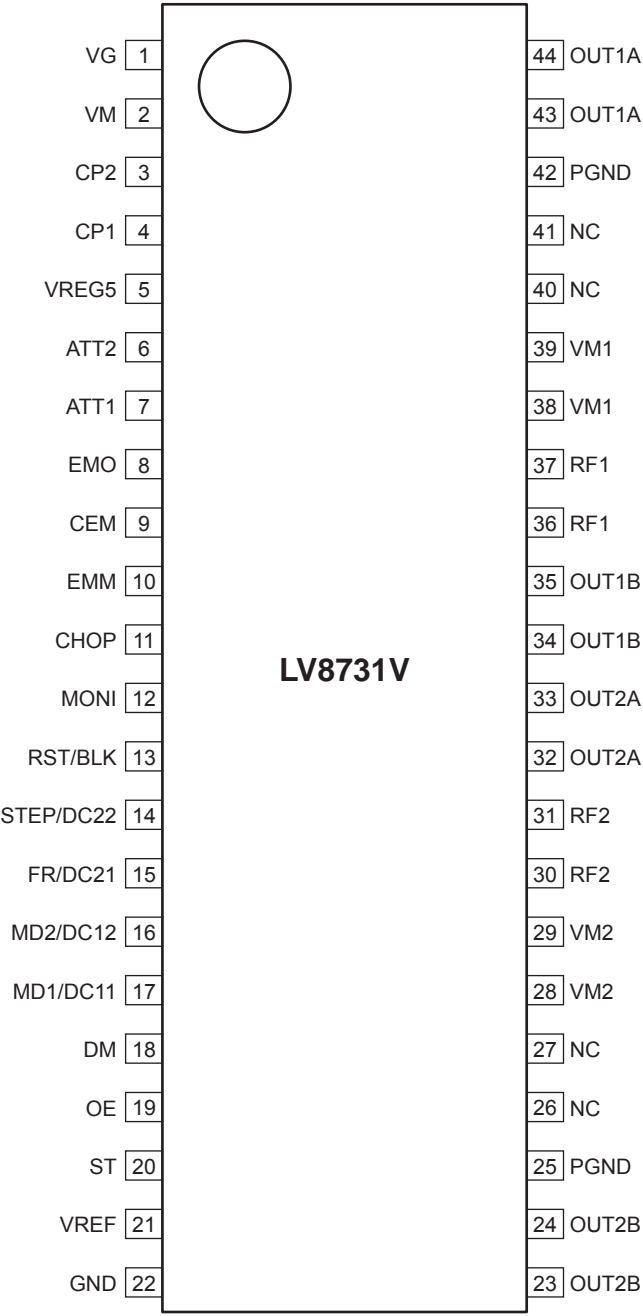 VG 1 44 OUT1A
VM 2 43 OUT1A
CP2 3 42 PGND
CP1 4 41 NC
VREG5 5 40 NC
ATT2 6 39 VM1
ATT1 7 38 VM1
EMO 8 37 RF1
CEM 9 36 RF1
EMM 10 35 OUT1B
CHOP 11 34 OUT1B
LV8731V
MONI 12 33 OUT2A
RST/BLK 13 32 OUT2A
STEP/DC22 14 31 RF2
FR/DC21 15 30 RF2
MD2/DC12 16 29 VM2
MD1/DC11 17 28 VM2
DM 18 27 NC
OE 19 26 NC
ST 20 25 PGND
VREF 21 24 OUT2B
GND 22 23 OUT2B